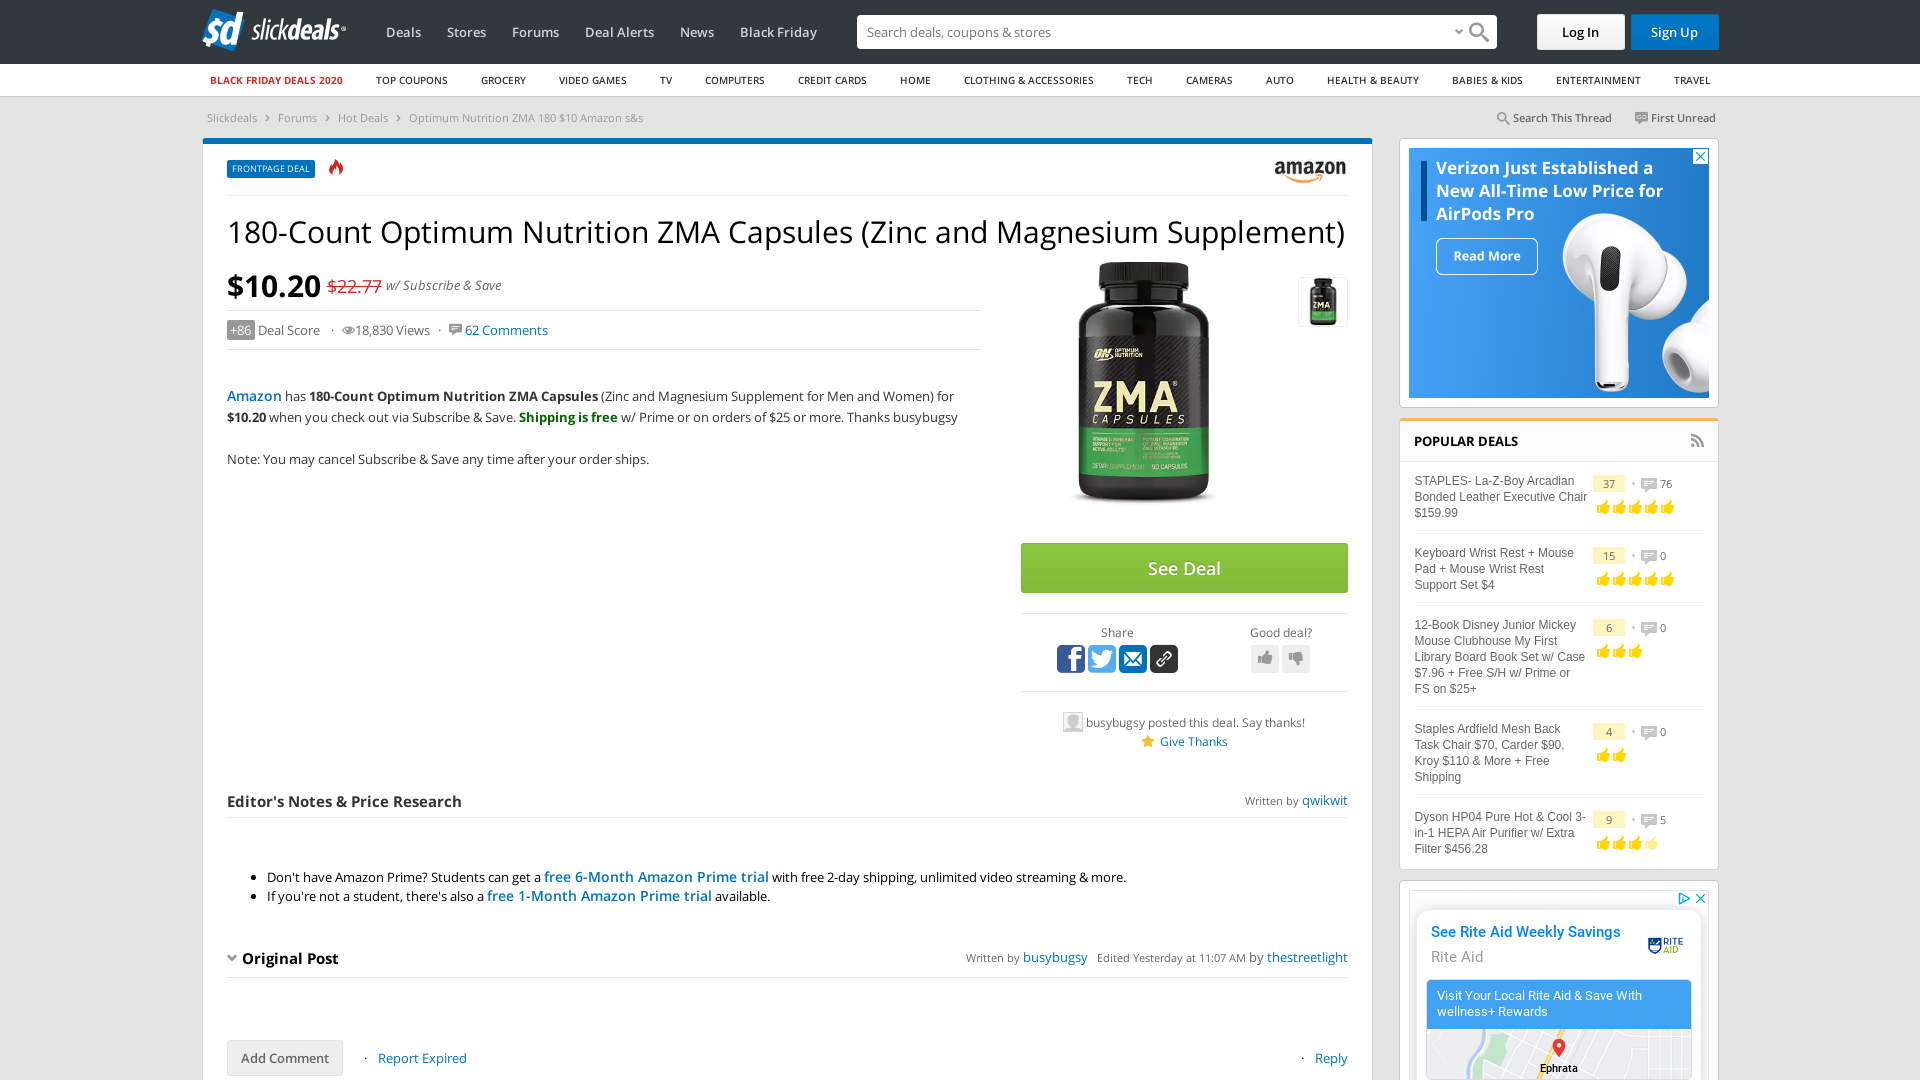 slickdeals
Deals
Stores
Forums
Deal Alerts
News
Black Friday
Search deals, coupons & stores
Log In
Sign Up
BLACK FRIDAY DEALS 2020
TOP COUPONS
GROCERY
VIDEO GAMES
TV
COMPUTERS
CREDIT CARDS
HOME
CLOTHING & ACCESSORIES
TECH
CAMERAS
AUTO
HEALTH & BEAUTY
BABIES & KIDS
ENTERTAINMENT
TRAVEL
Slickdeals › Forums › Hot Deals › Optimum Nutrition ZMA 180 $10 Amazon s&s
Search This Thread
First Unread
FRONTPAGE DEAL
amazon
180-Count Optimum Nutrition ZMA Capsules (Zinc and Magnesium Supplement)
$10.20 $22.77 w/ Subscribe & Save
+86 Deal Score · 18,830 Views · 62 Comments
Amazon has 180-Count Optimum Nutrition ZMA Capsules (Zinc and Magnesium Supplement for Men and Women) for
$10.20 when you check out via Subscribe & Save. Shipping is free w/ Prime or on orders of $25 or more. Thanks busybugsy
Note: You may cancel Subscribe & Save any time after your order ships.
ON OPTIMUM
NUTRITION
ZMA
CAPSULES
DIETARY SUPPLEMENT 90 CAPSULES
See Deal
Share
Good deal?
busybugsy posted this deal. Say thanks!
Give Thanks
Editor's Notes & Price Research
Written by qwikwit
• Don't have Amazon Prime? Students can get a free 6-Month Amazon Prime trial with free 2-day shipping, unlimited video streaming & more.
• If you're not a student, there's also a free 1-Month Amazon Prime trial available.
Original Post
Written by busybugsy Edited Yesterday at 11:07 AM by thestreetlight
Add Comment
· Report Expired
· Reply
Verizon Just Established a
New All-Time Low Price for
AirPods Pro
Read More
POPULAR DEALS
STAPLES- La-Z-Boy Arcadian
Bonded Leather Executive Chair
$159.99
37 • 76
Keyboard Wrist Rest + Mouse
Pad + Mouse Wrist Rest
Support Set $4
15 • 0
12-Book Disney Junior Mickey
Mouse Clubhouse My First
Library Board Book Set w/ Case
$7.96 + Free S/H w/ Prime or
FS on $25+
6 • 0
Staples Ardfield Mesh Back
Task Chair $70, Carder $90,
Kroy $110 & More + Free
Shipping
4 • 0
Dyson HP04 Pure Hot & Cool 3-
in-1 HEPA Air Purifier w/ Extra
Filter $456.28
9 • 5
See Rite Aid Weekly Savings
Rite Aid
RITE
AID
Visit Your Local Rite Aid & Save With
wellness+ Rewards
Ephrata